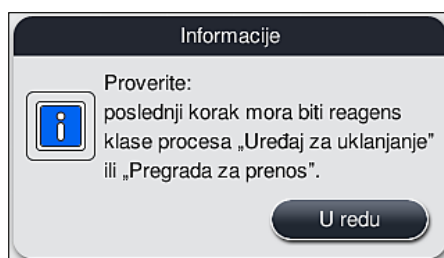 Informacije
Proverite:
poslednji korak mora biti reagens
klase procesa „Uređaj za uklanjanje”
ili „Pregrada za prenos”.
U redu